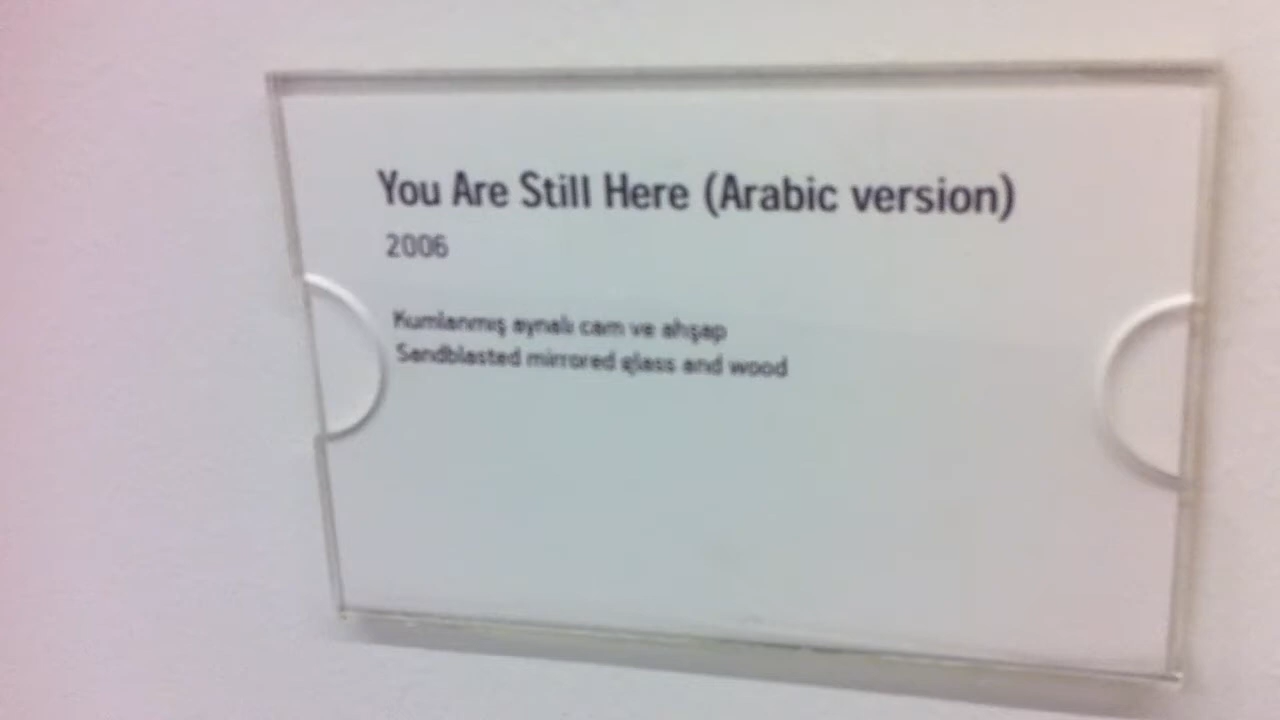 You Are Still Here (Arabic version)
2006
Kumlanmış aynalı cam ve ahşap
Sandblasted mirrored glass and wood